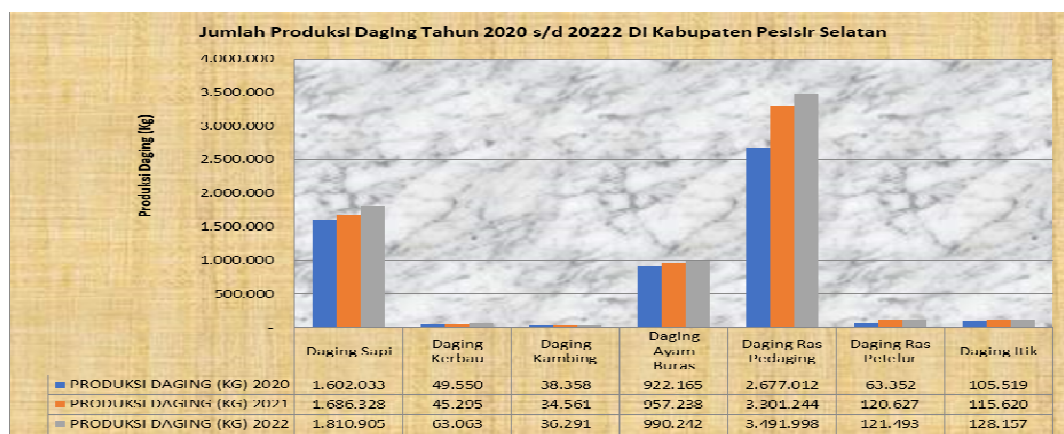 Jumlah Produksi Daging Tahun 2020 s/d 20222 Di Kabupaten Pesisir Selatan
Produksi Daging (Kg)
4.000.000
3.500.000
3.000.000
2.500.000
2.000.000
1.500.000
1.000.000
500.000
-
Daging Sapi
Daging
Kerbau
Daging
Kambing
Daging
Ayam
Buras
Daging Ras
Pedaging
Daging Ras
Petelur
Daging Itik
PRODUKSI DAGING (KG) 2020 1.602.033 49.550 38.358 922.165 2.677.012 63.352 105.519
PRODUKSI DAGING (KG) 2021 1.686.328 45.295 34.561 957.238 3.301.244 120.627 115.620
PRODUKSI DAGING (KG) 2022 1.810.905 63.063 36.291 990.242 3.491.998 121.493 128.157